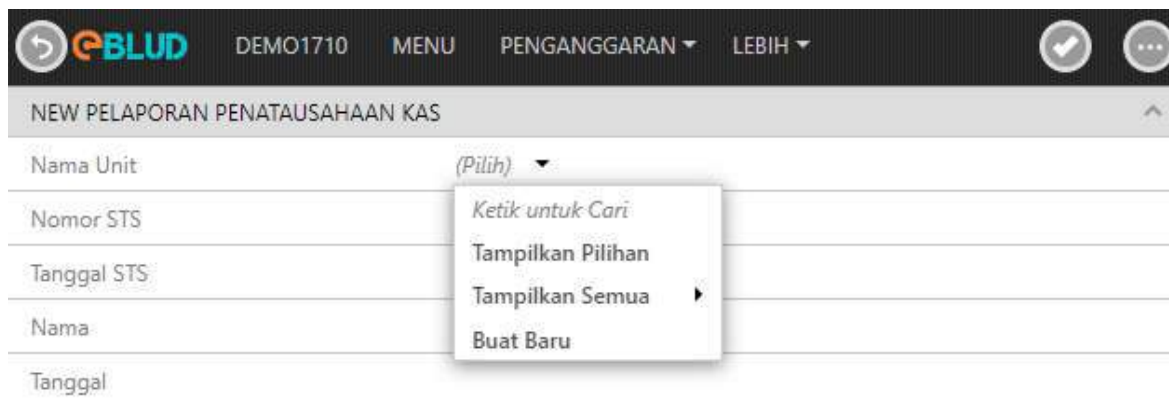 eBLUD DEMO1710 MENU PENGANGGARAN LEBIH
NEW PELAPORAN PENATAUSAHAAN KAS
Nama Unit (Pilih)
Ketik untuk Cari
Nomor STS
Tampilkan Pilihan
Tanggal STS
Tampilkan Semua
Nama
Buat Baru
Tanggal